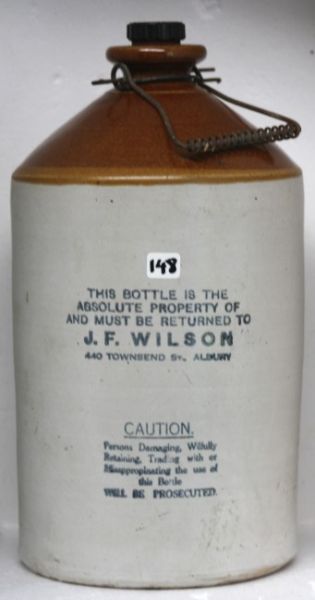 148
THIS BOTTLE IS THE
ABSOLUTE PROPERTY OF
AND MUST BE RETURNED TO
J. F. WILSON
440 TOWNSEND ST., ALBURY
CAUTION.
Persons Damaging, Wilfully
Retaining, Trading with or
Misappropriating the use of
this Bottle
WILL BE PROSECUTED.